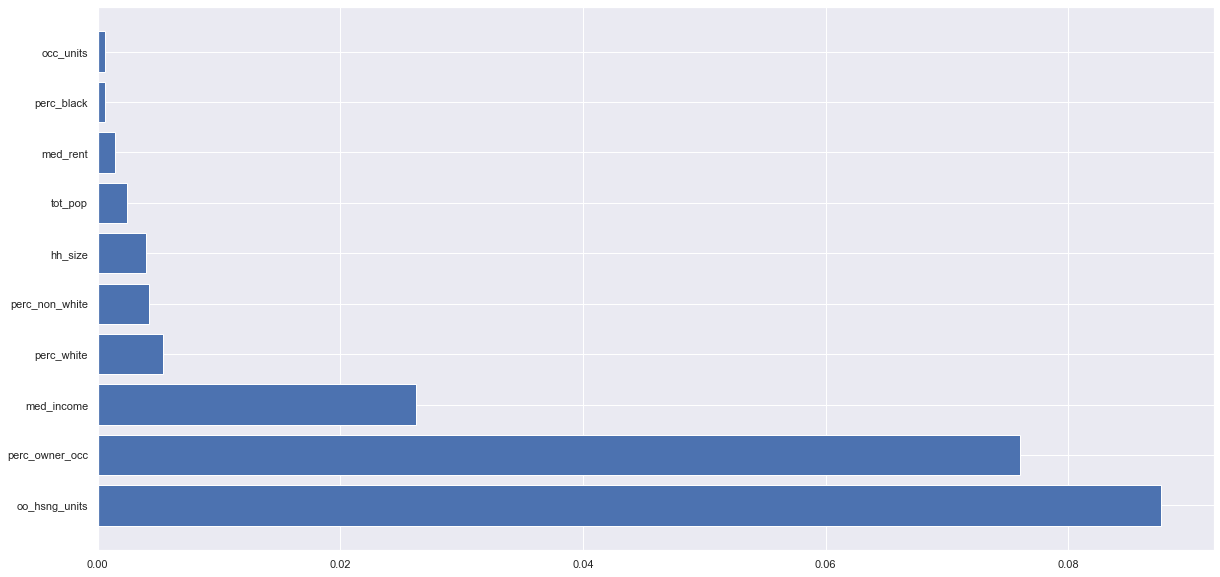 occ_units
perc_black
med_rent
tot_pop
hh_size
perc_non_white
perc_white
med_income
perc_owner_occ
oo_hsng_units
0.00 0.02 0.04 0.06 0.08